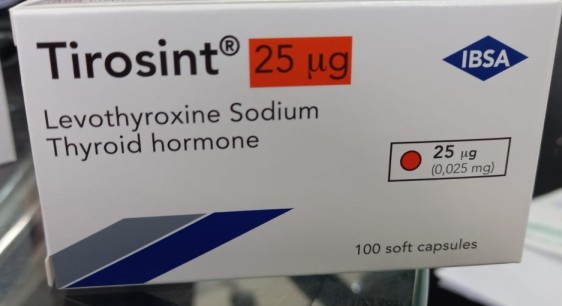 Tirosint® 25 µg
IBSA
Levothyroxine Sodium
Thyroid hormone
25 µg
(0,025 mg)
100 soft capsules